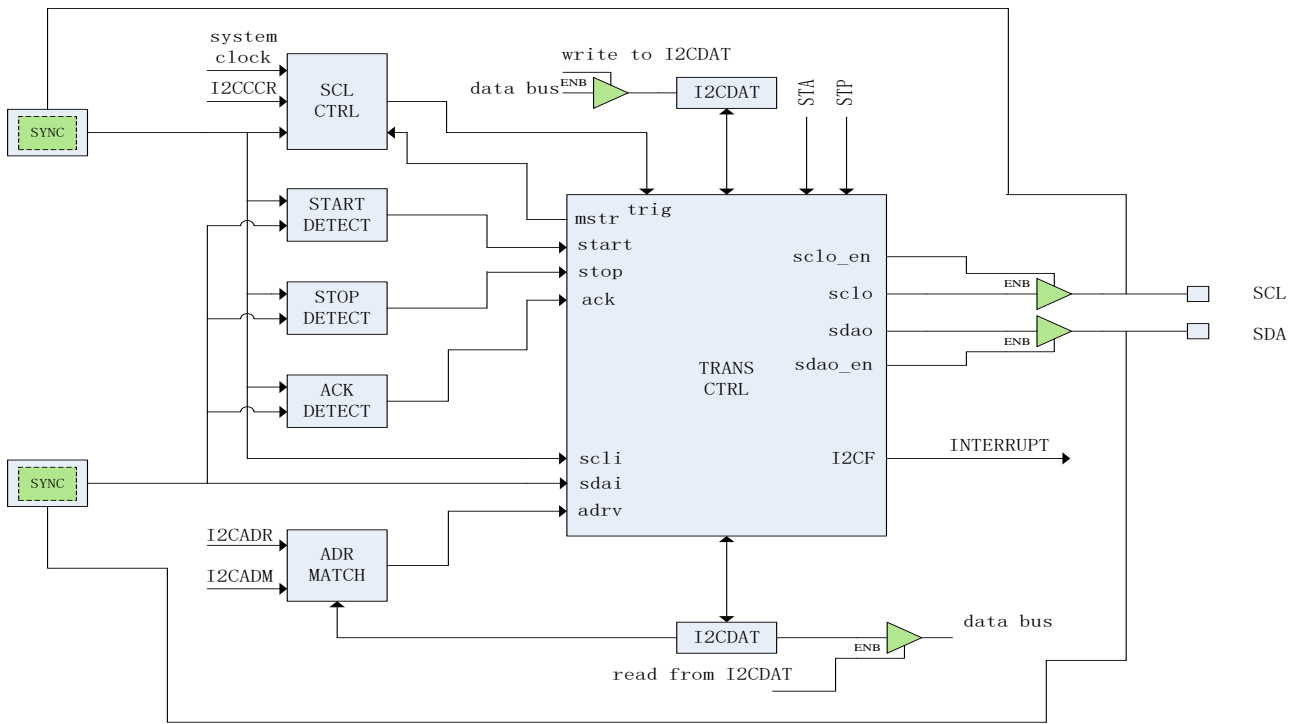 system
clock
I2CCCR
SCL
CTRL
write to I2CDAT
data bus
ENB
I2CDAT
STA
STP
SYNC
START
DETECT
mstr
trig
start
stop
ack
STOP
DETECT
ACK
DETECT
sclo_en
sclo
sdao
sdao_en
ENB
ENB
SCL
SDA
TRANS
CTRL
scli
sdai
adrv
I2CF
INTERRUPT
SYNC
I2CADR
I2CADM
ADR
MATCH
I2CDAT
ENB
data bus
read from I2CDAT